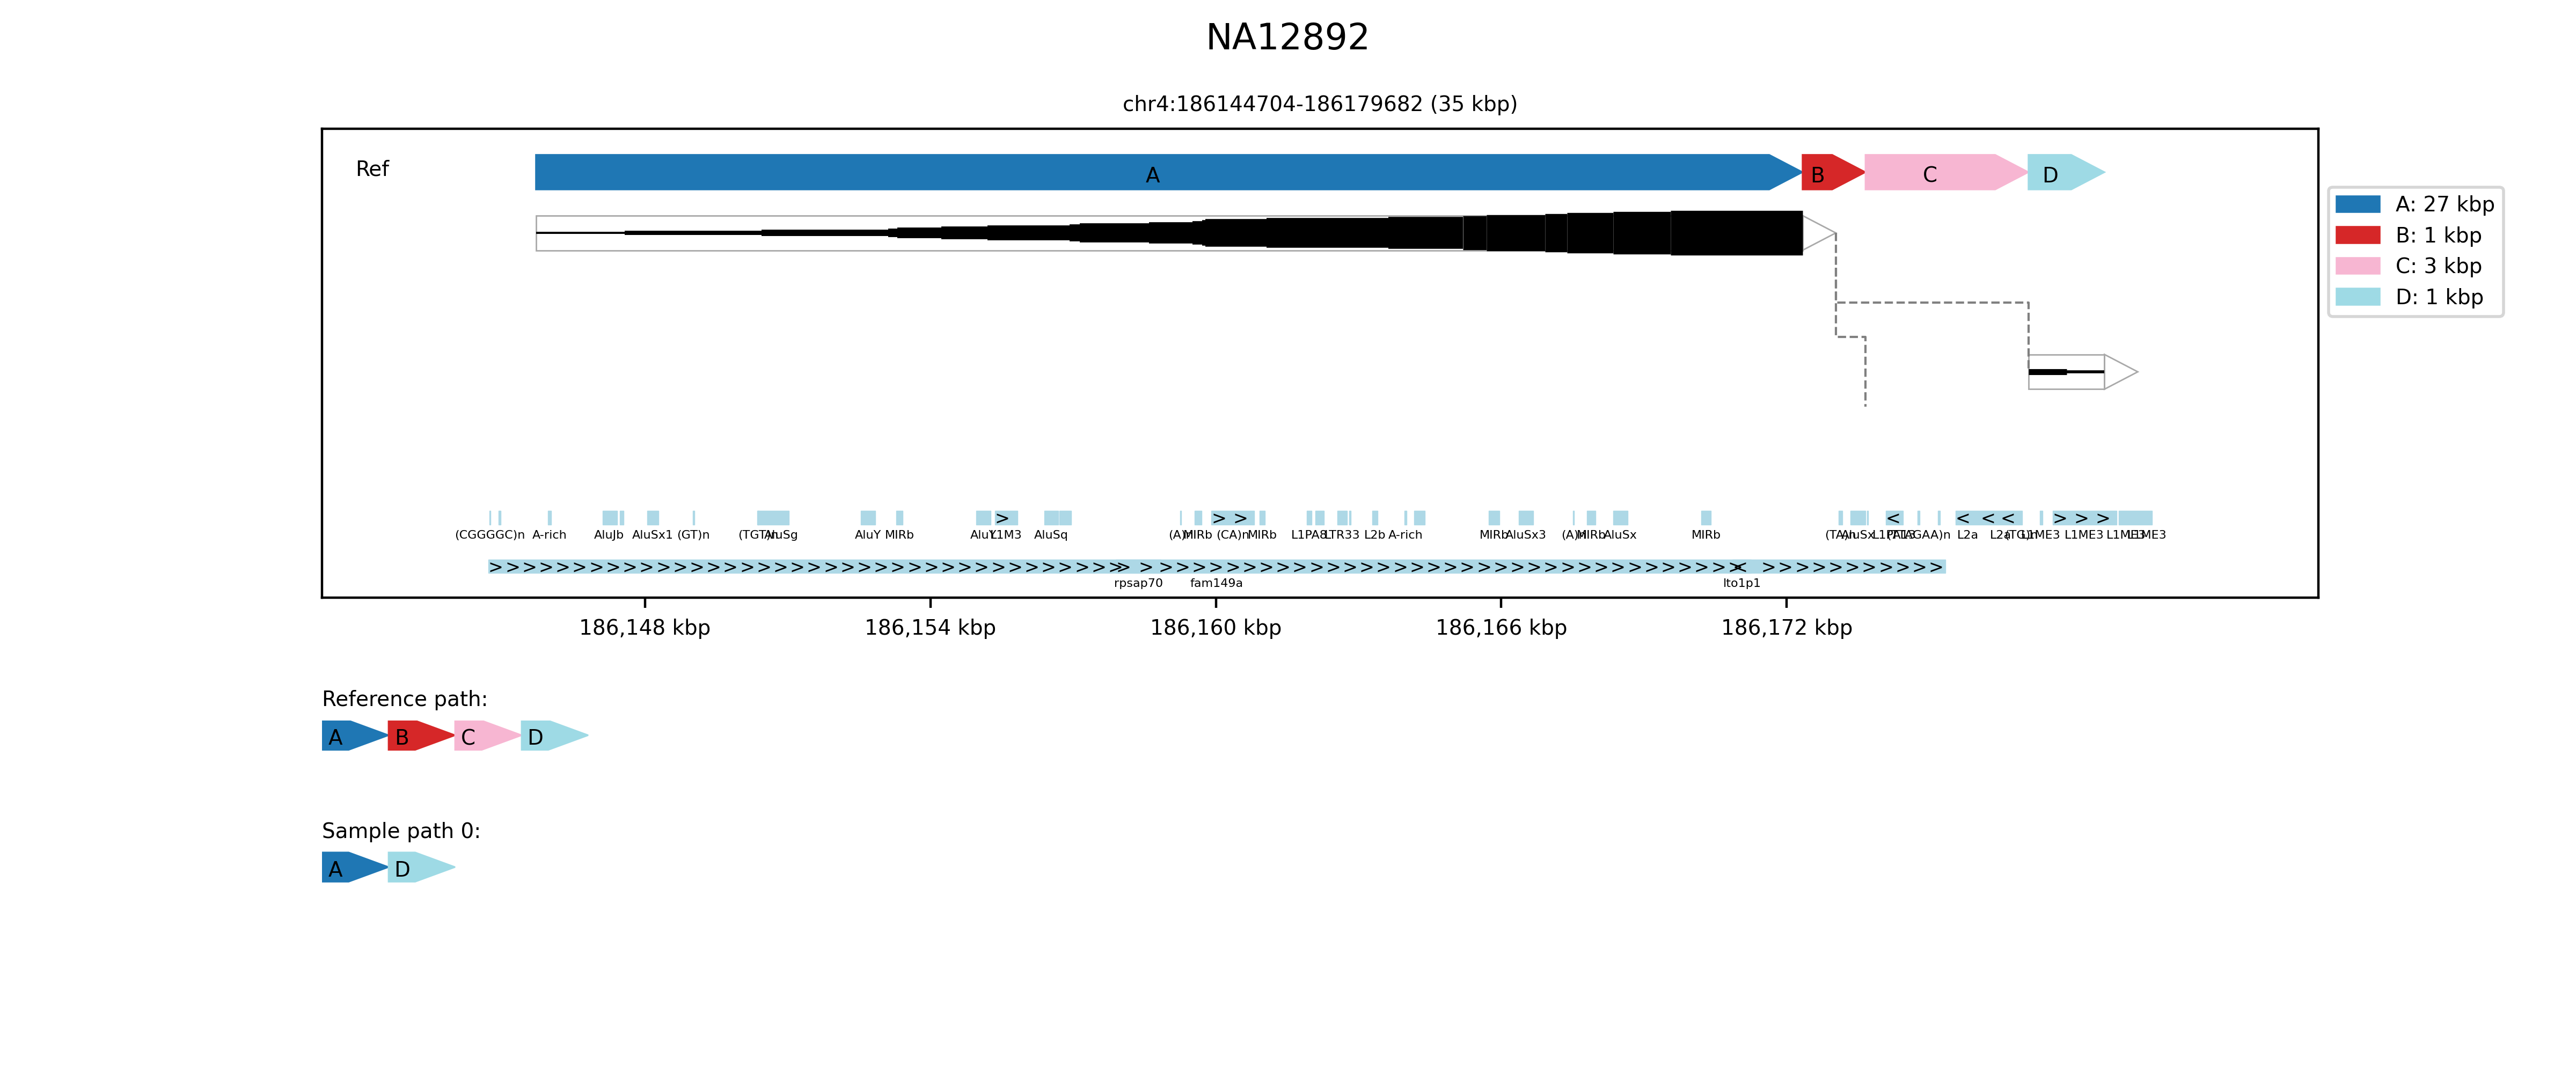 NA12892
chr4:186144704-186179682 (35 kbp)
Ref
A B C D
A: 27 kbp
B: 1 kbp
C: 3 kbp
D: 1 kbp
(CGGGGC)n A-rich AluJb AluSx1 (GT)n AluSg AluY MIRb AluY L1M3 AluSq MIRb (CA)n MIRb L1PA8 LTR33 L2b A-rich MIRb AluSx3 MIRb AluSx MIRb L2a L1ME3 L1ME3 L1ME3
rpsap70 fam149a lto1p1
186,148 kbp 186,154 kbp 186,160 kbp 186,166 kbp 186,172 kbp
Reference path:
A B C D
Sample path 0:
A D